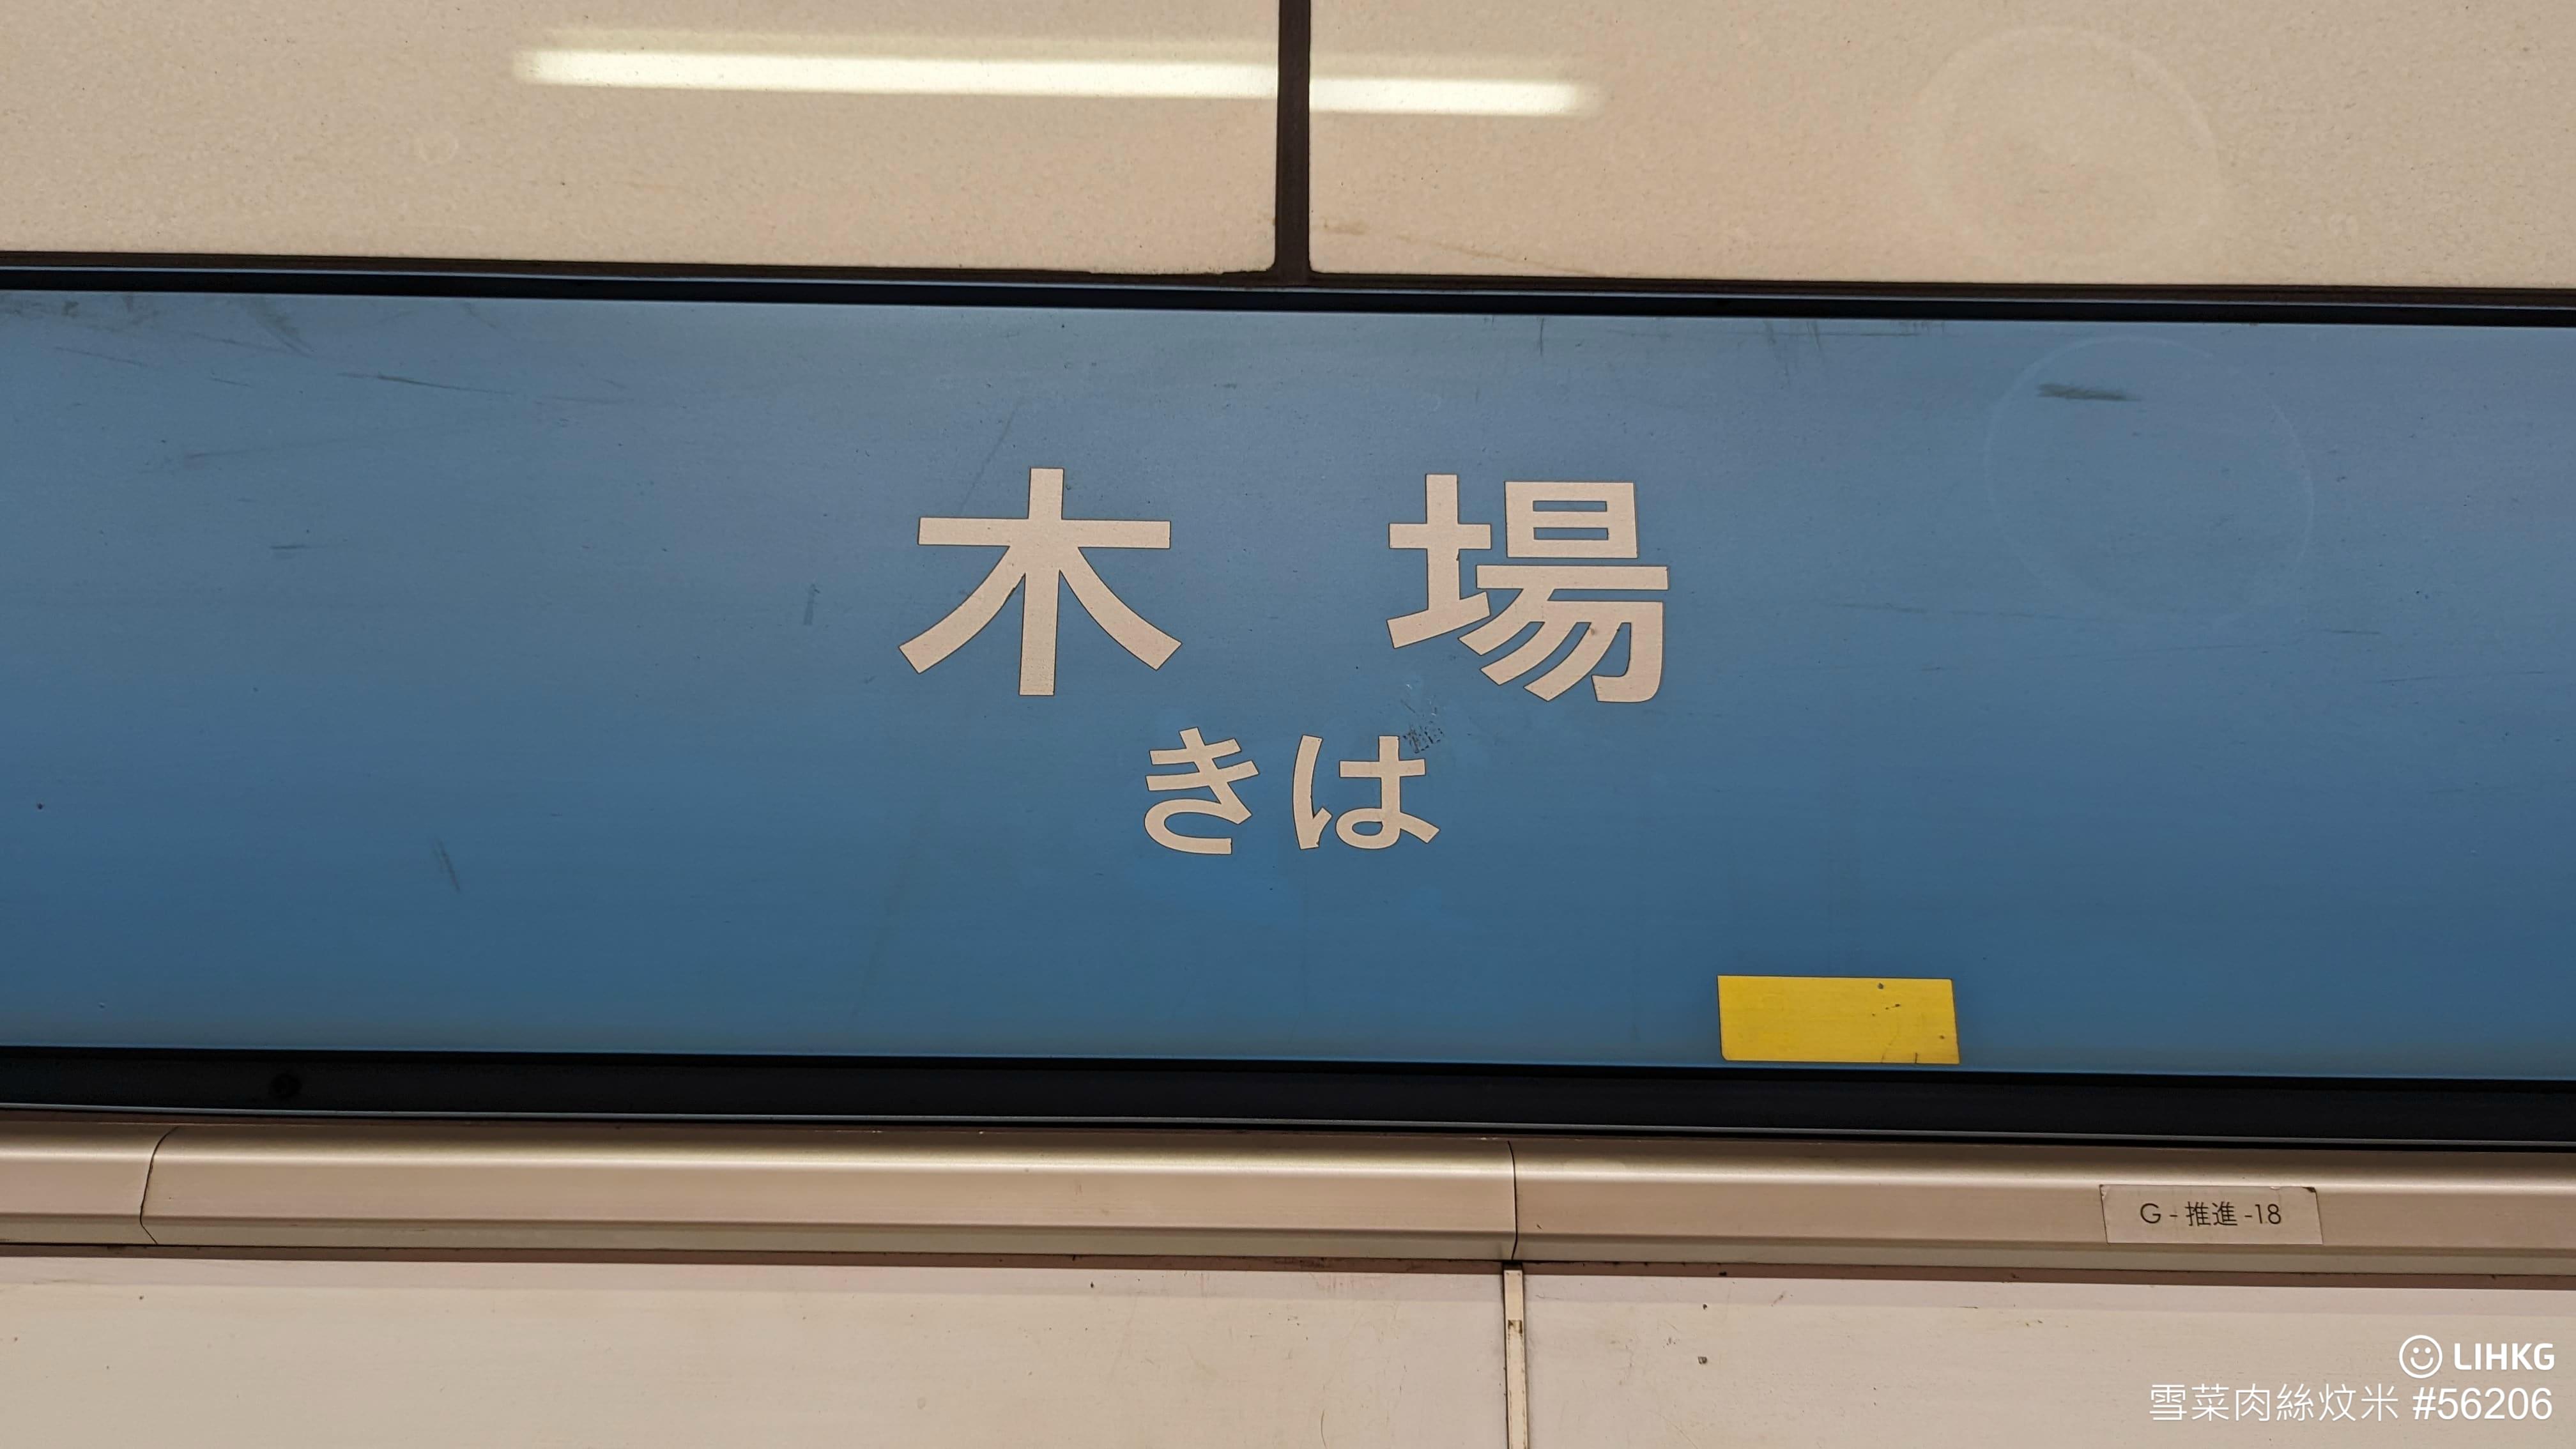 木場
きは
G - 推進 -18
LIHKG
雪菜肉絲炆米 #56206